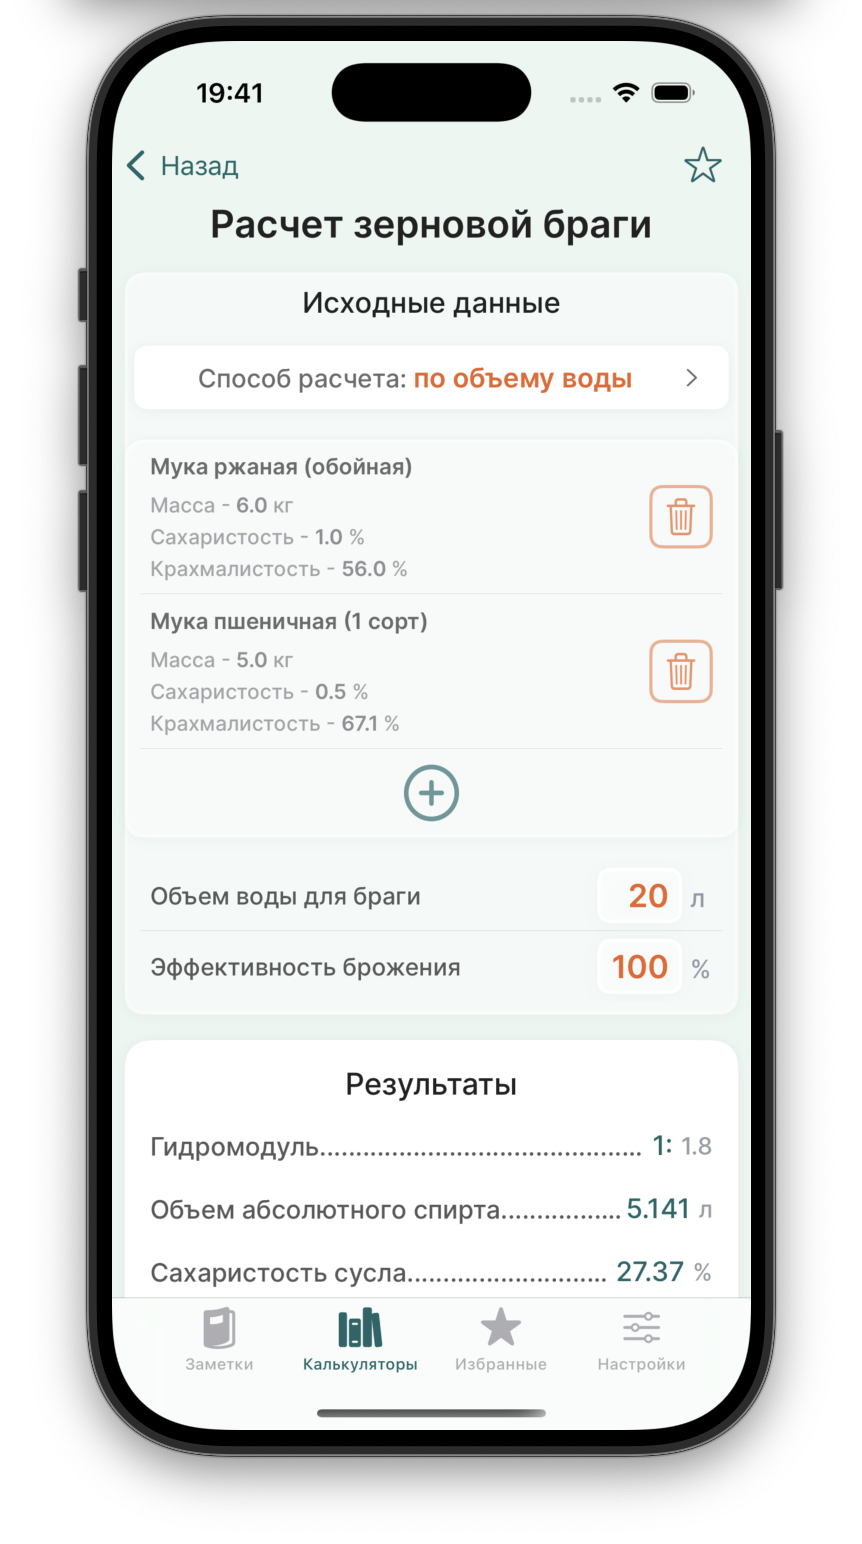 19:41
Назад
Расчет зерновой браги
Исходные данные
Способ расчета: по объему воды
Мука ржаная (обойная)
Масса - 6.0 кг
Сахаристость - 1.0 %
Крахмалистость - 56.0 %
Мука пшеничная (1 сорт)
Масса - 5.0 кг
Сахаристость - 0.5 %
Крахмалистость - 67.1 %
Объем воды для браги 20 л
Эффективность брожения 100 %
Результаты
Гидромодуль............................................ 1: 1.8
Объем абсолютного спирта................. 5.141 л
Сахаристость сусла........................... 27.37 %
Заметки Калькуляторы Избранные Настройки